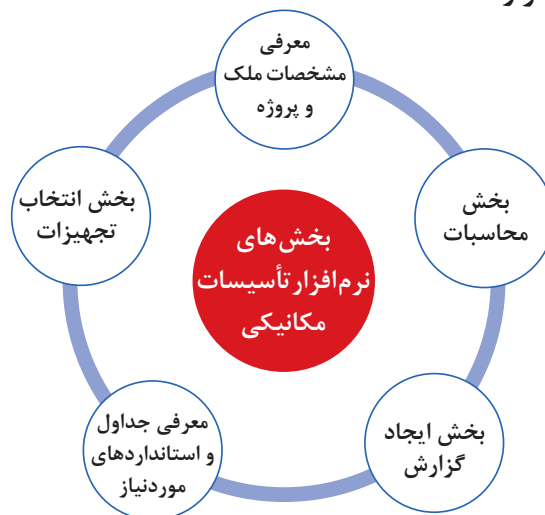 معرفی
مشخصات ملک
و پروژه
بخش
محاسبات
بخش انتخاب
تجهیزات
بخش‌های
نرم‌افزار تأسیسات
مکانیکی
بخش ایجاد
گزارش
معرفی جداول
و استانداردهای
موردنیاز